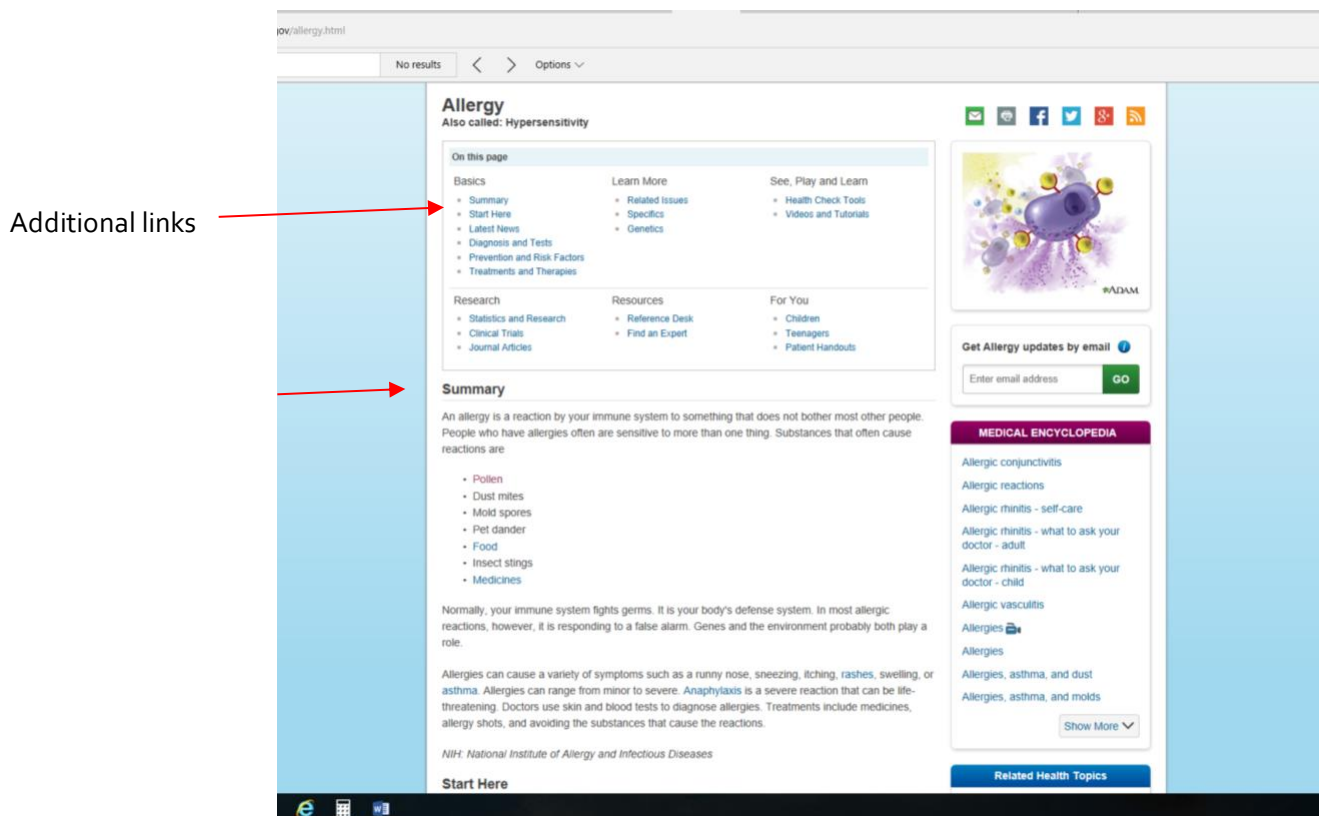 ov/allergy.html
No results
Options
Allergy
Also called: Hypersensitivity
On this page
Basics
Summary
Start Here
Latest News
Diagnosis and Tests
Prevention and Risk Factors
Treatments and Therapies
Learn More
Related Issues
Specifics
Genetics
See, Play and Learn
Health Check Tools
Videos and Tutorials
Additional links
Research
Statistics and Research
Clinical Trials
Journal Articles
Resources
Reference Desk
Find an Expert
For You
Children
Teenagers
Patient Handouts
Summary
An allergy is a reaction by your immune system to something that does not bother most other people.
People who have allergies often are sensitive to more than one thing. Substances that often cause
reactions are
Pollen
Dust mites
Mold spores
Pet dander
Food
Insect stings
Medicines
Normally, your immune system fights germs. It is your body's defense system. In most allergic
reactions, however, it is responding to a false alarm. Genes and the environment probably both play a
role.
Allergies can cause a variety of symptoms such as a runny nose, sneezing, itching, rashes, swelling, or
asthma. Allergies can range from minor to severe. Anaphylaxis is a severe reaction that can be life-
threatening. Doctors use skin and blood tests to diagnose allergies. Treatments include medicines,
allergy shots, and avoiding the substances that cause the reactions.
NIH: National Institute of Allergy and Infectious Diseases
Start Here
ADAM
Get Allergy updates by email
Enter email address
GO
MEDICAL ENCYCLOPEDIA
Allergic conjunctivitis
Allergic reactions
Allergic rhinitis - self-care
Allergic rhinitis - what to ask your
doctor - adult
Allergic rhinitis - what to ask your
doctor - child
Allergic vasculitis
Allergies
Allergies
Allergies, asthma, and dust
Allergies, asthma, and molds
Show More
Related Health Topics